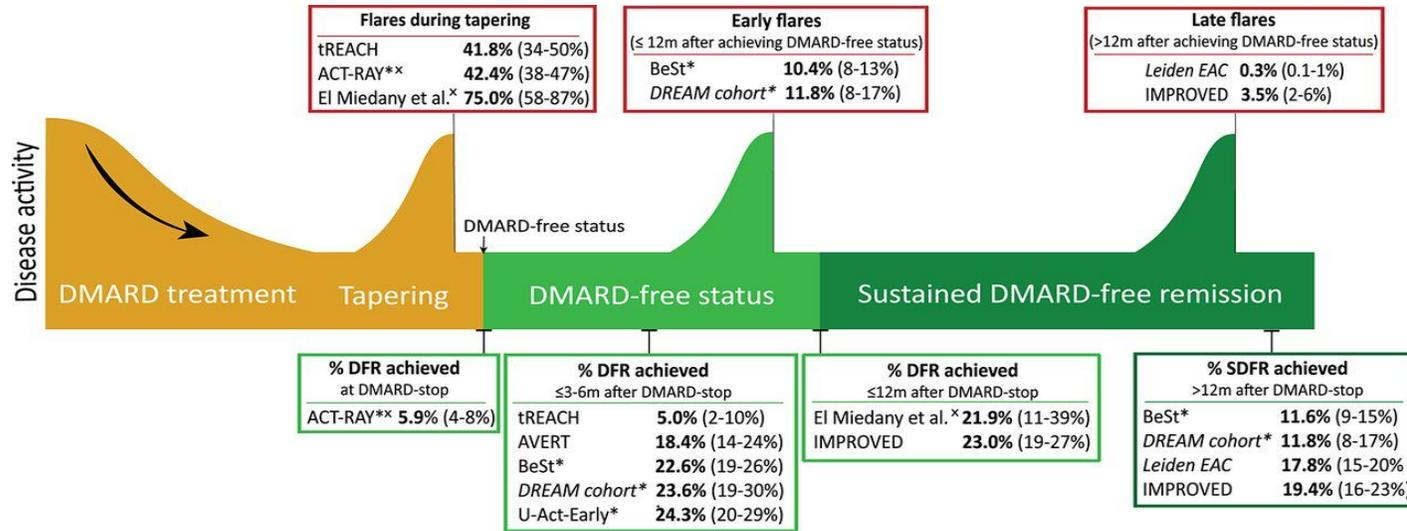 Flares during tapering
tREACH 41.8% (34-50%)
ACT-RAY*ˣ 42.4% (38-47%)
El Miedany et al.ˣ 75.0% (58-87%)
Early flares
(≤ 12m after achieving DMARD-free status)
BeSt* 10.4% (8-13%)
DREAM cohort* 11.8% (8-17%)
Late flares
(>12m after achieving DMARD-free status)
Leiden EAC 0.3% (0.1-1%)
IMPROVED 3.5% (2-6%)
Disease activity
DMARD-free status
DMARD treatment
Tapering
DMARD-free status
Sustained DMARD-free remission
% DFR achieved
at DMARD-stop
ACT-RAY*ˣ 5.9% (4-8%)
% DFR achieved
≤3-6m after DMARD-stop
tREACH 5.0% (2-10%)
AVERT 18.4% (14-24%)
BeSt* 22.6% (19-26%)
DREAM cohort* 23.6% (19-30%)
U-Act-Early* 24.3% (20-29%)
% DFR achieved
≤12m after DMARD-stop
El Miedany et al.ˣ 21.9% (11-39%)
IMPROVED 23.0% (19-27%)
% SDFR achieved
>12m after DMARD-stop
BeSt* 11.6% (9-15%)
DREAM cohort* 11.8% (8-17%)
Leiden EAC 17.8% (15-20%
IMPROVED 19.4% (16-23%)